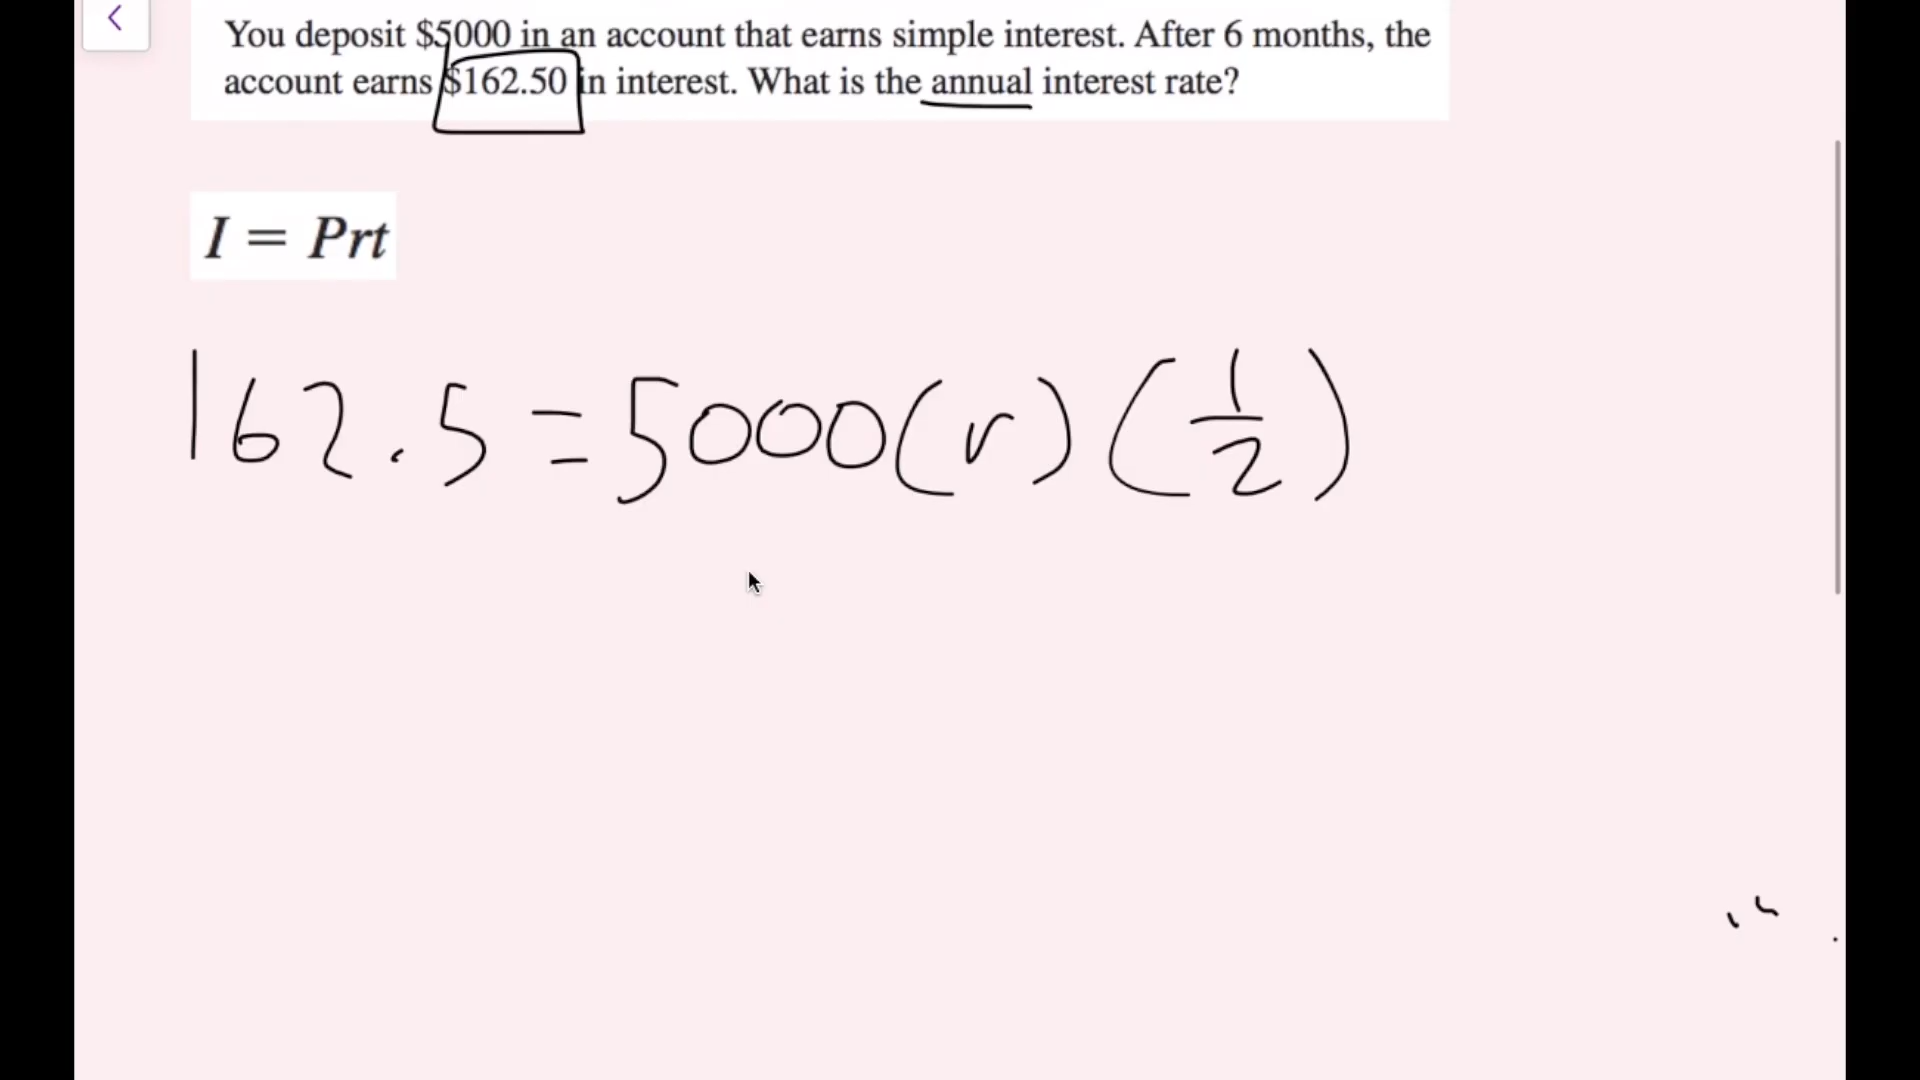 You deposit $5000 in an account that earns simple interest. After 6 months, the
account earns $162.50 in interest. What is the annual interest rate?
I = Prt
162.5 = 5000(r)(1/2)